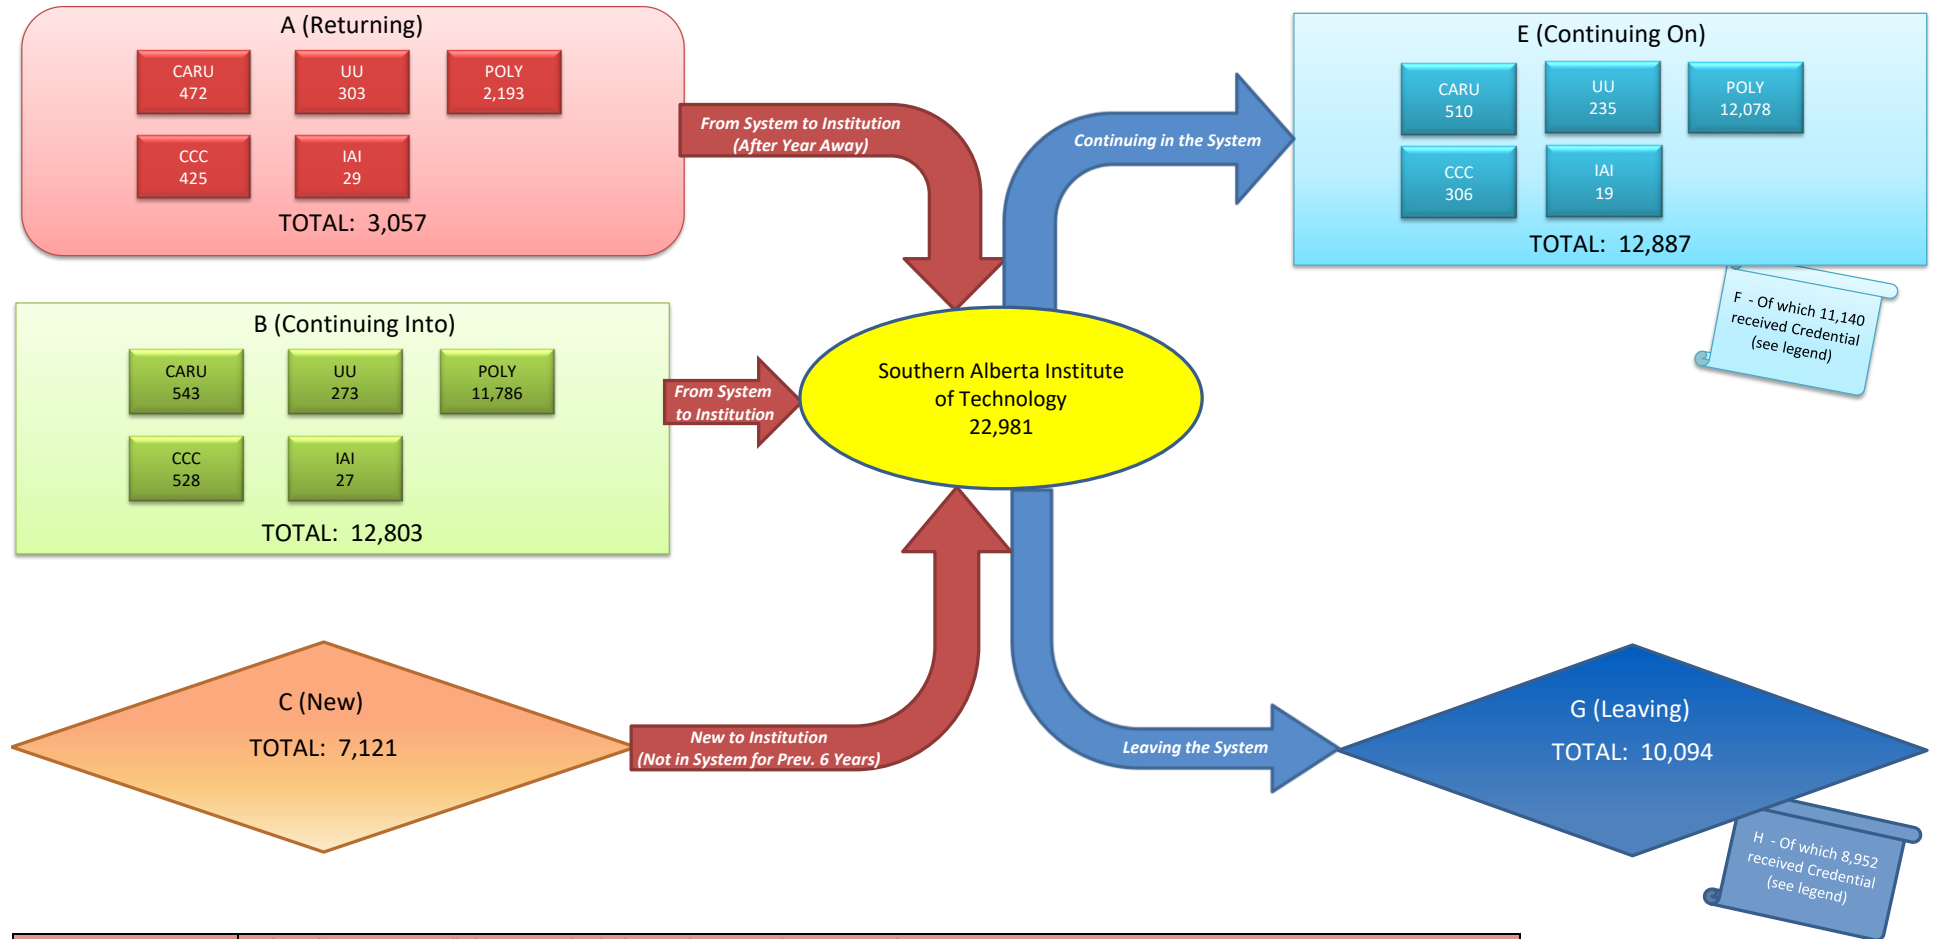 A (Returning)
CARU
472
UU
303
POLY
2,193
CCC
425
IAI
29
TOTAL: 3,057
From System to Institution
(After Year Away)
B (Continuing Into)
CARU
543
UU
273
POLY
11,786
CCC
528
IAI
27
TOTAL: 12,803
From System
to Institution
C (New)
TOTAL: 7,121
New to Institution
(Not in System for Prev. 6 Years)
Southern Alberta Institute
of Technology
22,981
Continuing in the System
E (Continuing On)
CARU
510
UU
235
POLY
12,078
CCC
306
IAI
19
TOTAL: 12,887
F - Of which 11,140
received Credential
(see legend)
Leaving the System
G (Leaving)
TOTAL: 10,094
H - Of which 8,952
received Credential
(see legend)